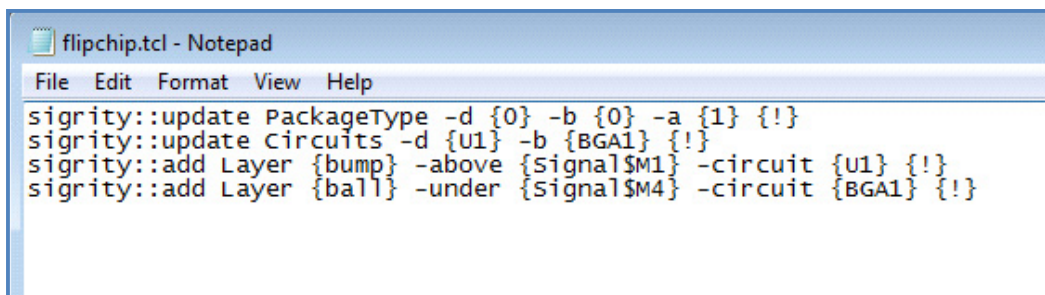 flipchip.tcl - Notepad
File Edit Format View Help
sigrity::update PackageType -d {0} -b {0} -a {1} {!}
sigrity::update Circuits -d {U1} -b {BGA1} {!}
sigrity::add Layer {bump} -above {Signal$M1} -circuit {U1} {!}
sigrity::add Layer {ball} -under {Signal$M4} -circuit {BGA1} {!}